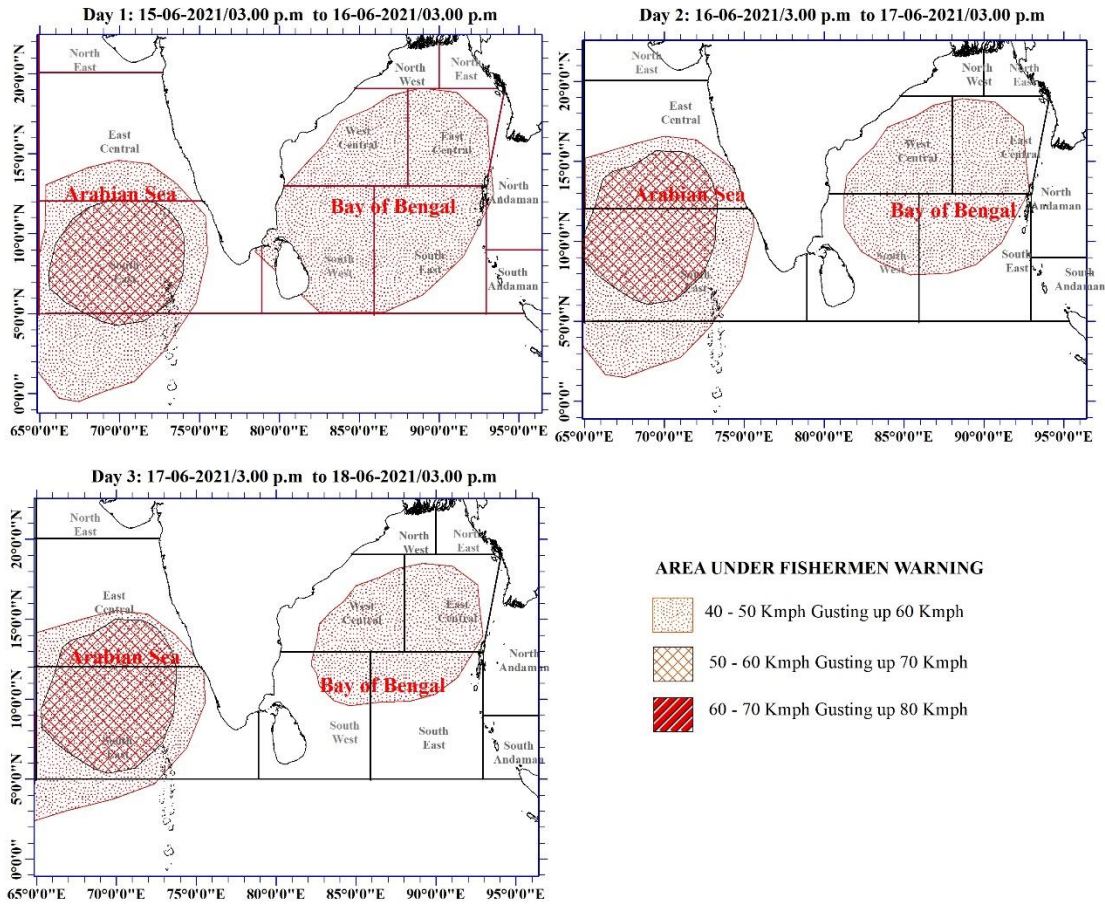 Day 1: 15-06-2021/03.00 p.m to 16-06-2021/03.00 p.m
North
East
North
West
North
East
East
Central
West
Central
East
Central
Arabian Sea
Bay of Bengal
North
Andaman
South
East
South
West
South
East
South
Andaman
20°0'0"N
15°0'0"N
10°0'0"N
5°0'0"N
0°0'0"
65°0'0"E
70°0'0"E
75°0'0"E
80°0'0"E
85°0'0"E
90°0'0"E
95°0'0"E
Day 2: 16-06-2021/3.00 p.m to 17-06-2021/03.00 p.m
North
East
North
West
North
East
East
Central
West
Central
East
Central
Arabian Sea
Bay of Bengal
North
Andaman
South
East
South
West
South
East
South
Andaman
20°0'0"N
15°0'0"N
10°0'0"N
5°0'0"N
0°0'0"
65°0'0"E
70°0'0"E
75°0'0"E
80°0'0"E
85°0'0"E
90°0'0"E
95°0'0"E
Day 3: 17-06-2021/3.00 p.m to 18-06-2021/03.00 p.m
North
East
North
West
North
East
East
Central
West
Central
East
Central
Arabian Sea
Bay of Bengal
North
Andaman
South
East
South
West
South
East
South
Andaman
20°0'0"N
15°0'0"N
10°0'0"N
5°0'0"N
0°0'0"
65°0'0"E
70°0'0"E
75°0'0"E
80°0'0"E
85°0'0"E
90°0'0"E
95°0'0"E
AREA UNDER FISHERMEN WARNING
40 - 50 Kmph Gusting up 60 Kmph
50 - 60 Kmph Gusting up 70 Kmph
60 - 70 Kmph Gusting up 80 Kmph